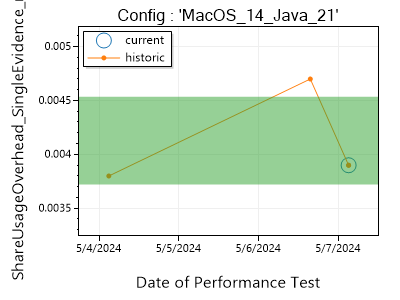 Config : 'MacOS_14_Java_21'
current
historic
0.005
0.0045
0.004
0.0035
ShareUsageOverhead_SingleEvidence_
5/4/2024 5/5/2024 5/6/2024 5/7/2024
Date of Performance Test